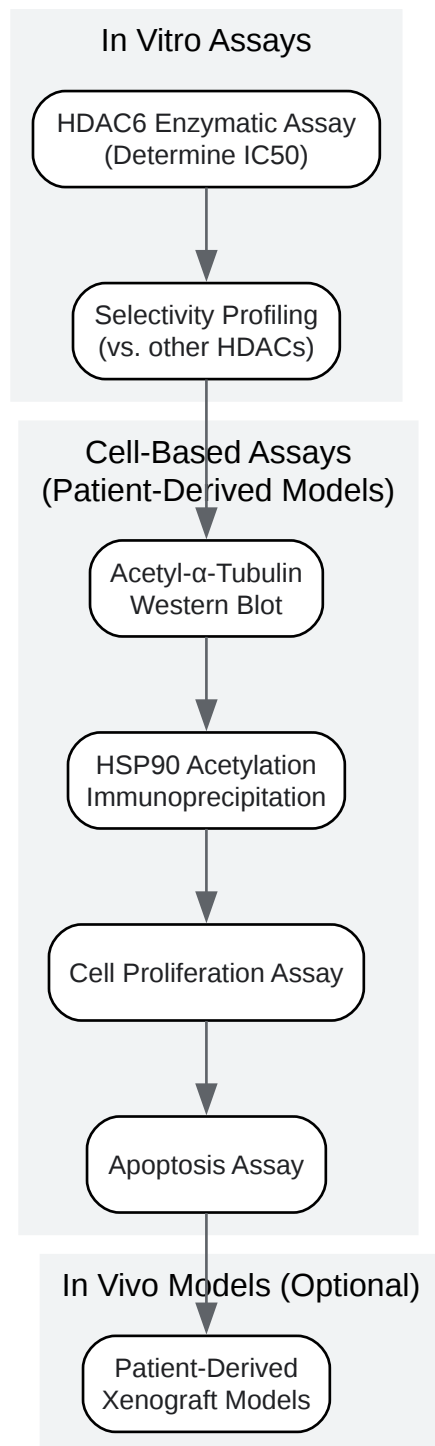 In Vitro Assays
HDAC6 Enzymatic Assay
(Determine IC50)
Selectivity Profiling
(vs. other HDACs)
Cell-Based Assays
(Patient-Derived Models)
Acetyl-α-Tubulin
Western Blot
HSP90 Acetylation
Immunoprecipitation
Cell Proliferation Assay
Apoptosis Assay
In Vivo Models (Optional)
Patient-Derived
Xenograft Models